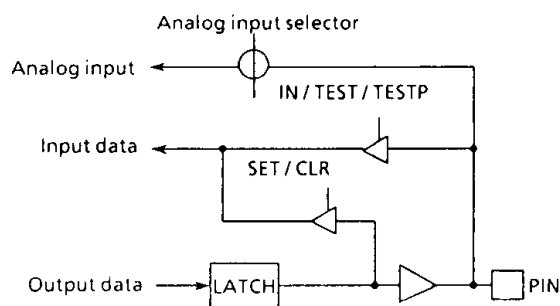 Analog input selector
Analog input
IN / TEST / TESTP
Input data
SET / CLR
Output data
LATCH
PIN